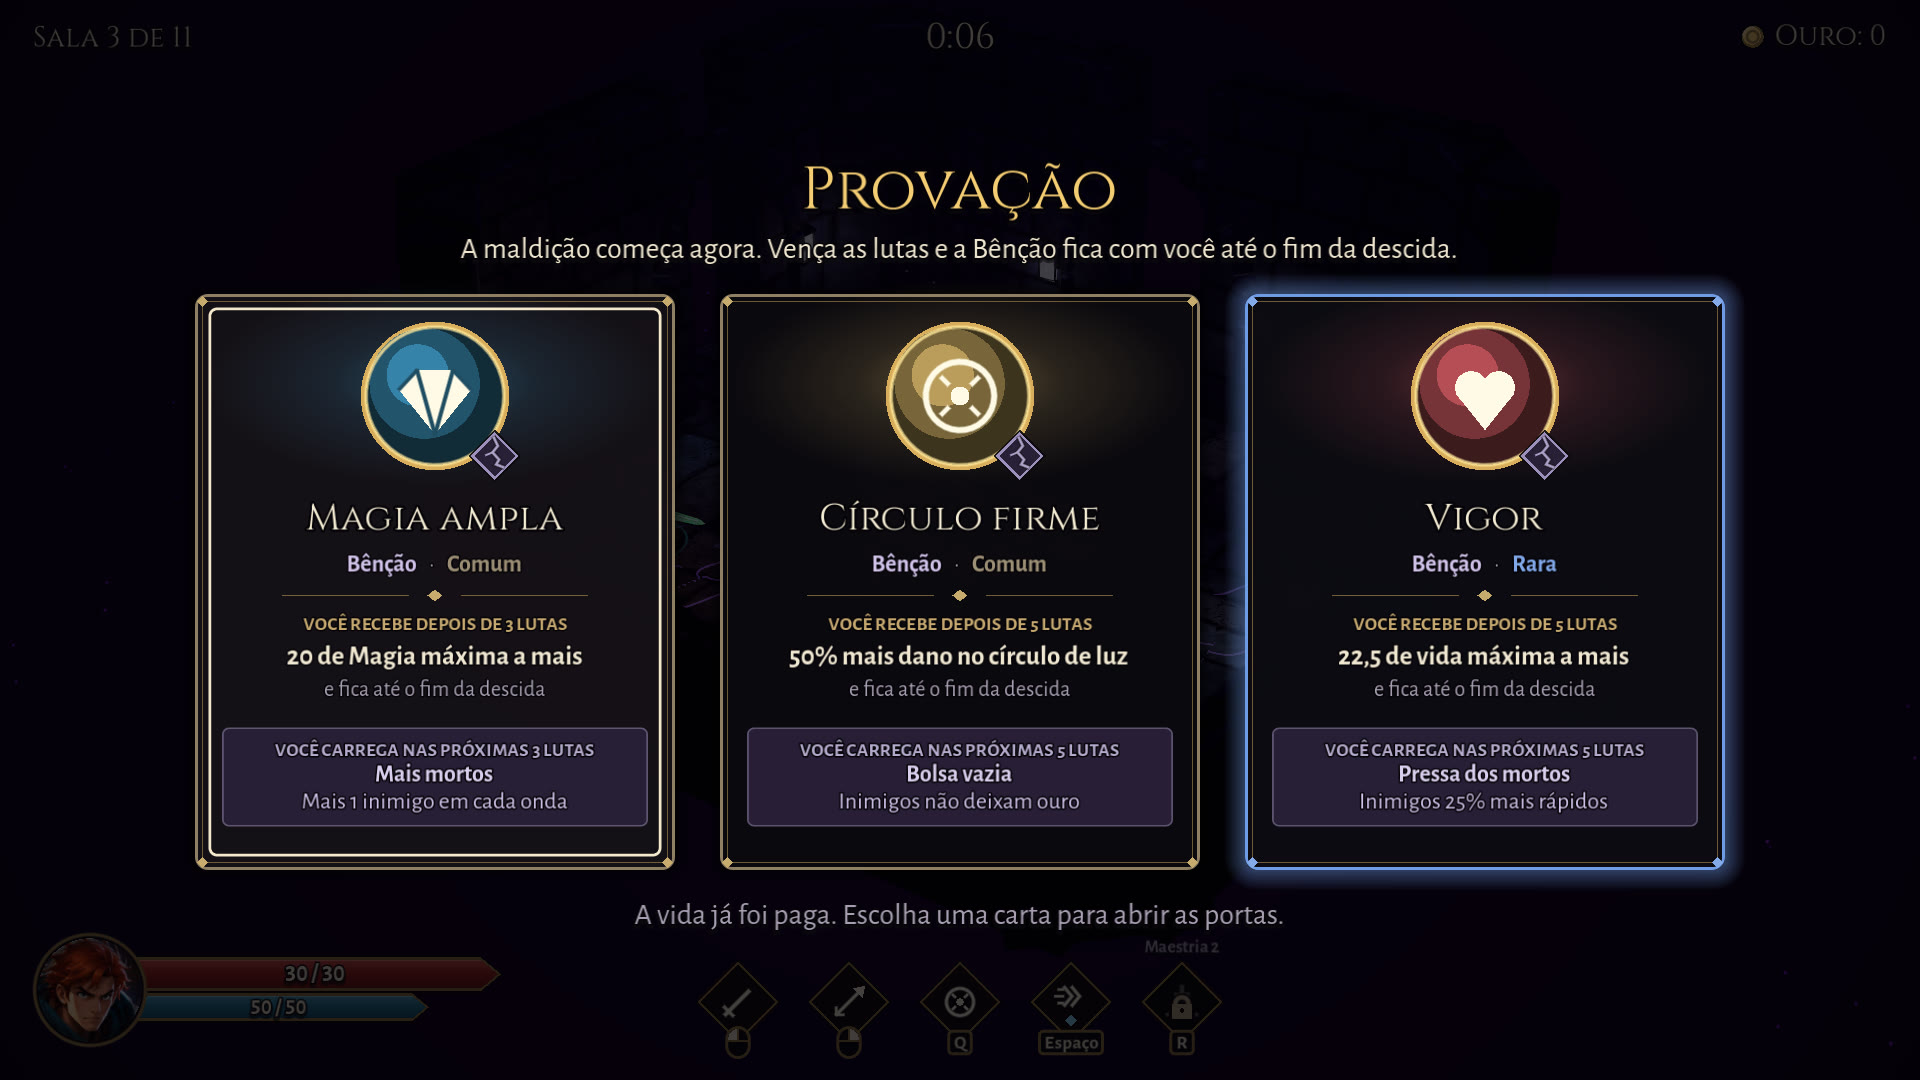 Sala 3 de 11
0:06
Ouro: 0
Provação
A maldição começa agora. Vença as lutas e a Bênção fica com você até o fim da descida.
Magia ampla
Bênção · Comum
VOCÊ RECEBE DEPOIS DE 3 LUTAS
20 de Magia máxima a mais
e fica até o fim da descida
VOCÊ CARREGA NAS PRÓXIMAS 3 LUTAS
Mais mortos
Mais 1 inimigo em cada onda
Círculo firme
Bênção · Comum
VOCÊ RECEBE DEPOIS DE 5 LUTAS
50% mais dano no círculo de luz
e fica até o fim da descida
VOCÊ CARREGA NAS PRÓXIMAS 5 LUTAS
Bolsa vazia
Inimigos não deixam ouro
Vigor
Bênção · Rara
VOCÊ RECEBE DEPOIS DE 5 LUTAS
22,5 de vida máxima a mais
e fica até o fim da descida
VOCÊ CARREGA NAS PRÓXIMAS 5 LUTAS
Pressa dos mortos
Inimigos 25% mais rápidos
A vida já foi paga. Escolha uma carta para abrir as portas.
30/30
50/50
Maestria 2
Q
Espaço
R